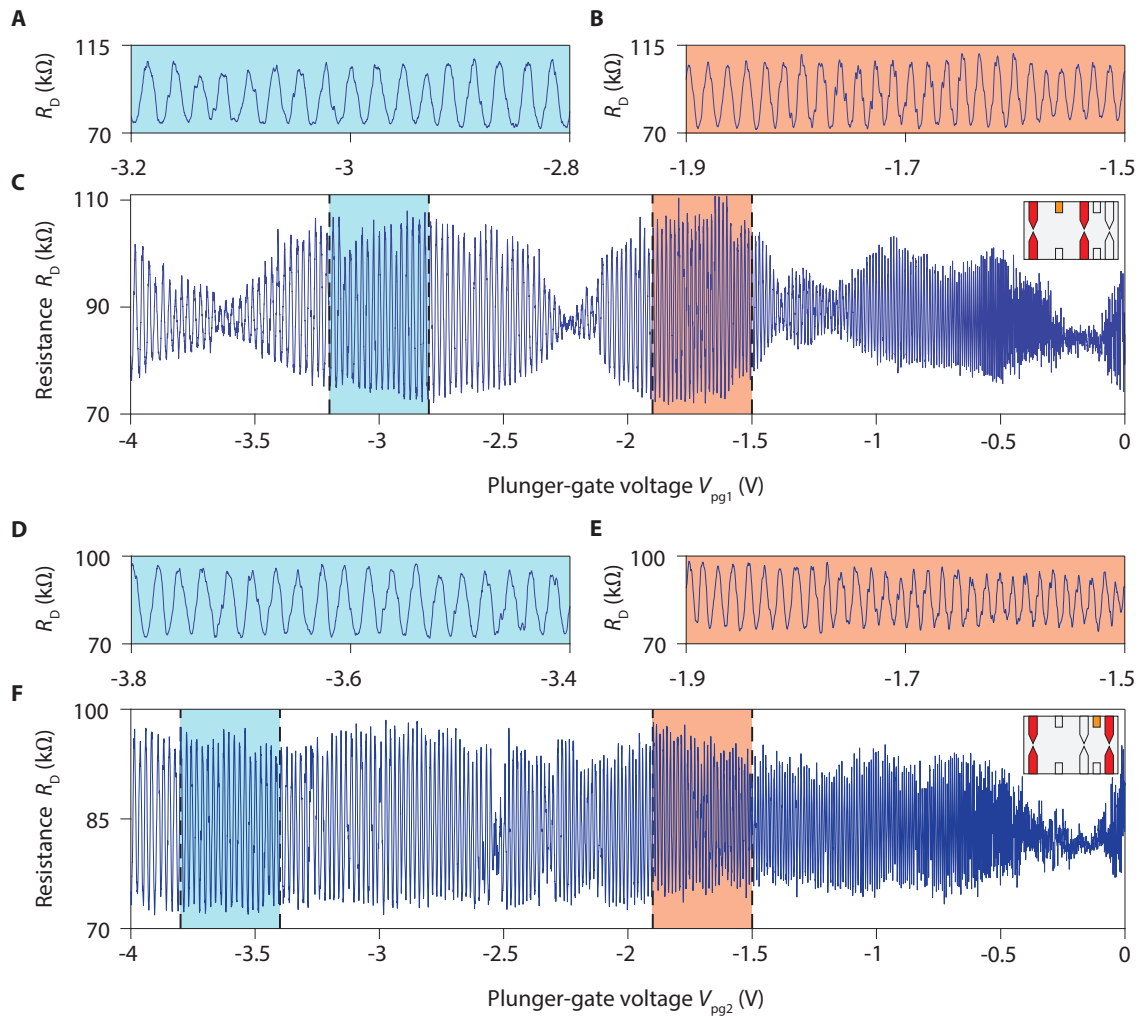 A
B
115
70
R_D (kΩ)
-3.2
-3
-2.8
115
70
R_D (kΩ)
-1.9
-1.7
-1.5
C
110
90
70
Resistance R_D (kΩ)
-4 -3.5 -3 -2.5 -2 -1.5 -1 -0.5 0
Plunger-gate voltage V_pg1 (V)
D
E
100
70
R_D (kΩ)
-3.8
-3.6
-3.4
100
70
R_D (kΩ)
-1.9
-1.7
-1.5
F
100
85
70
Resistance R_D (kΩ)
-4 -3.5 -3 -2.5 -2 -1.5 -1 -0.5 0
Plunger-gate voltage V_pg2 (V)